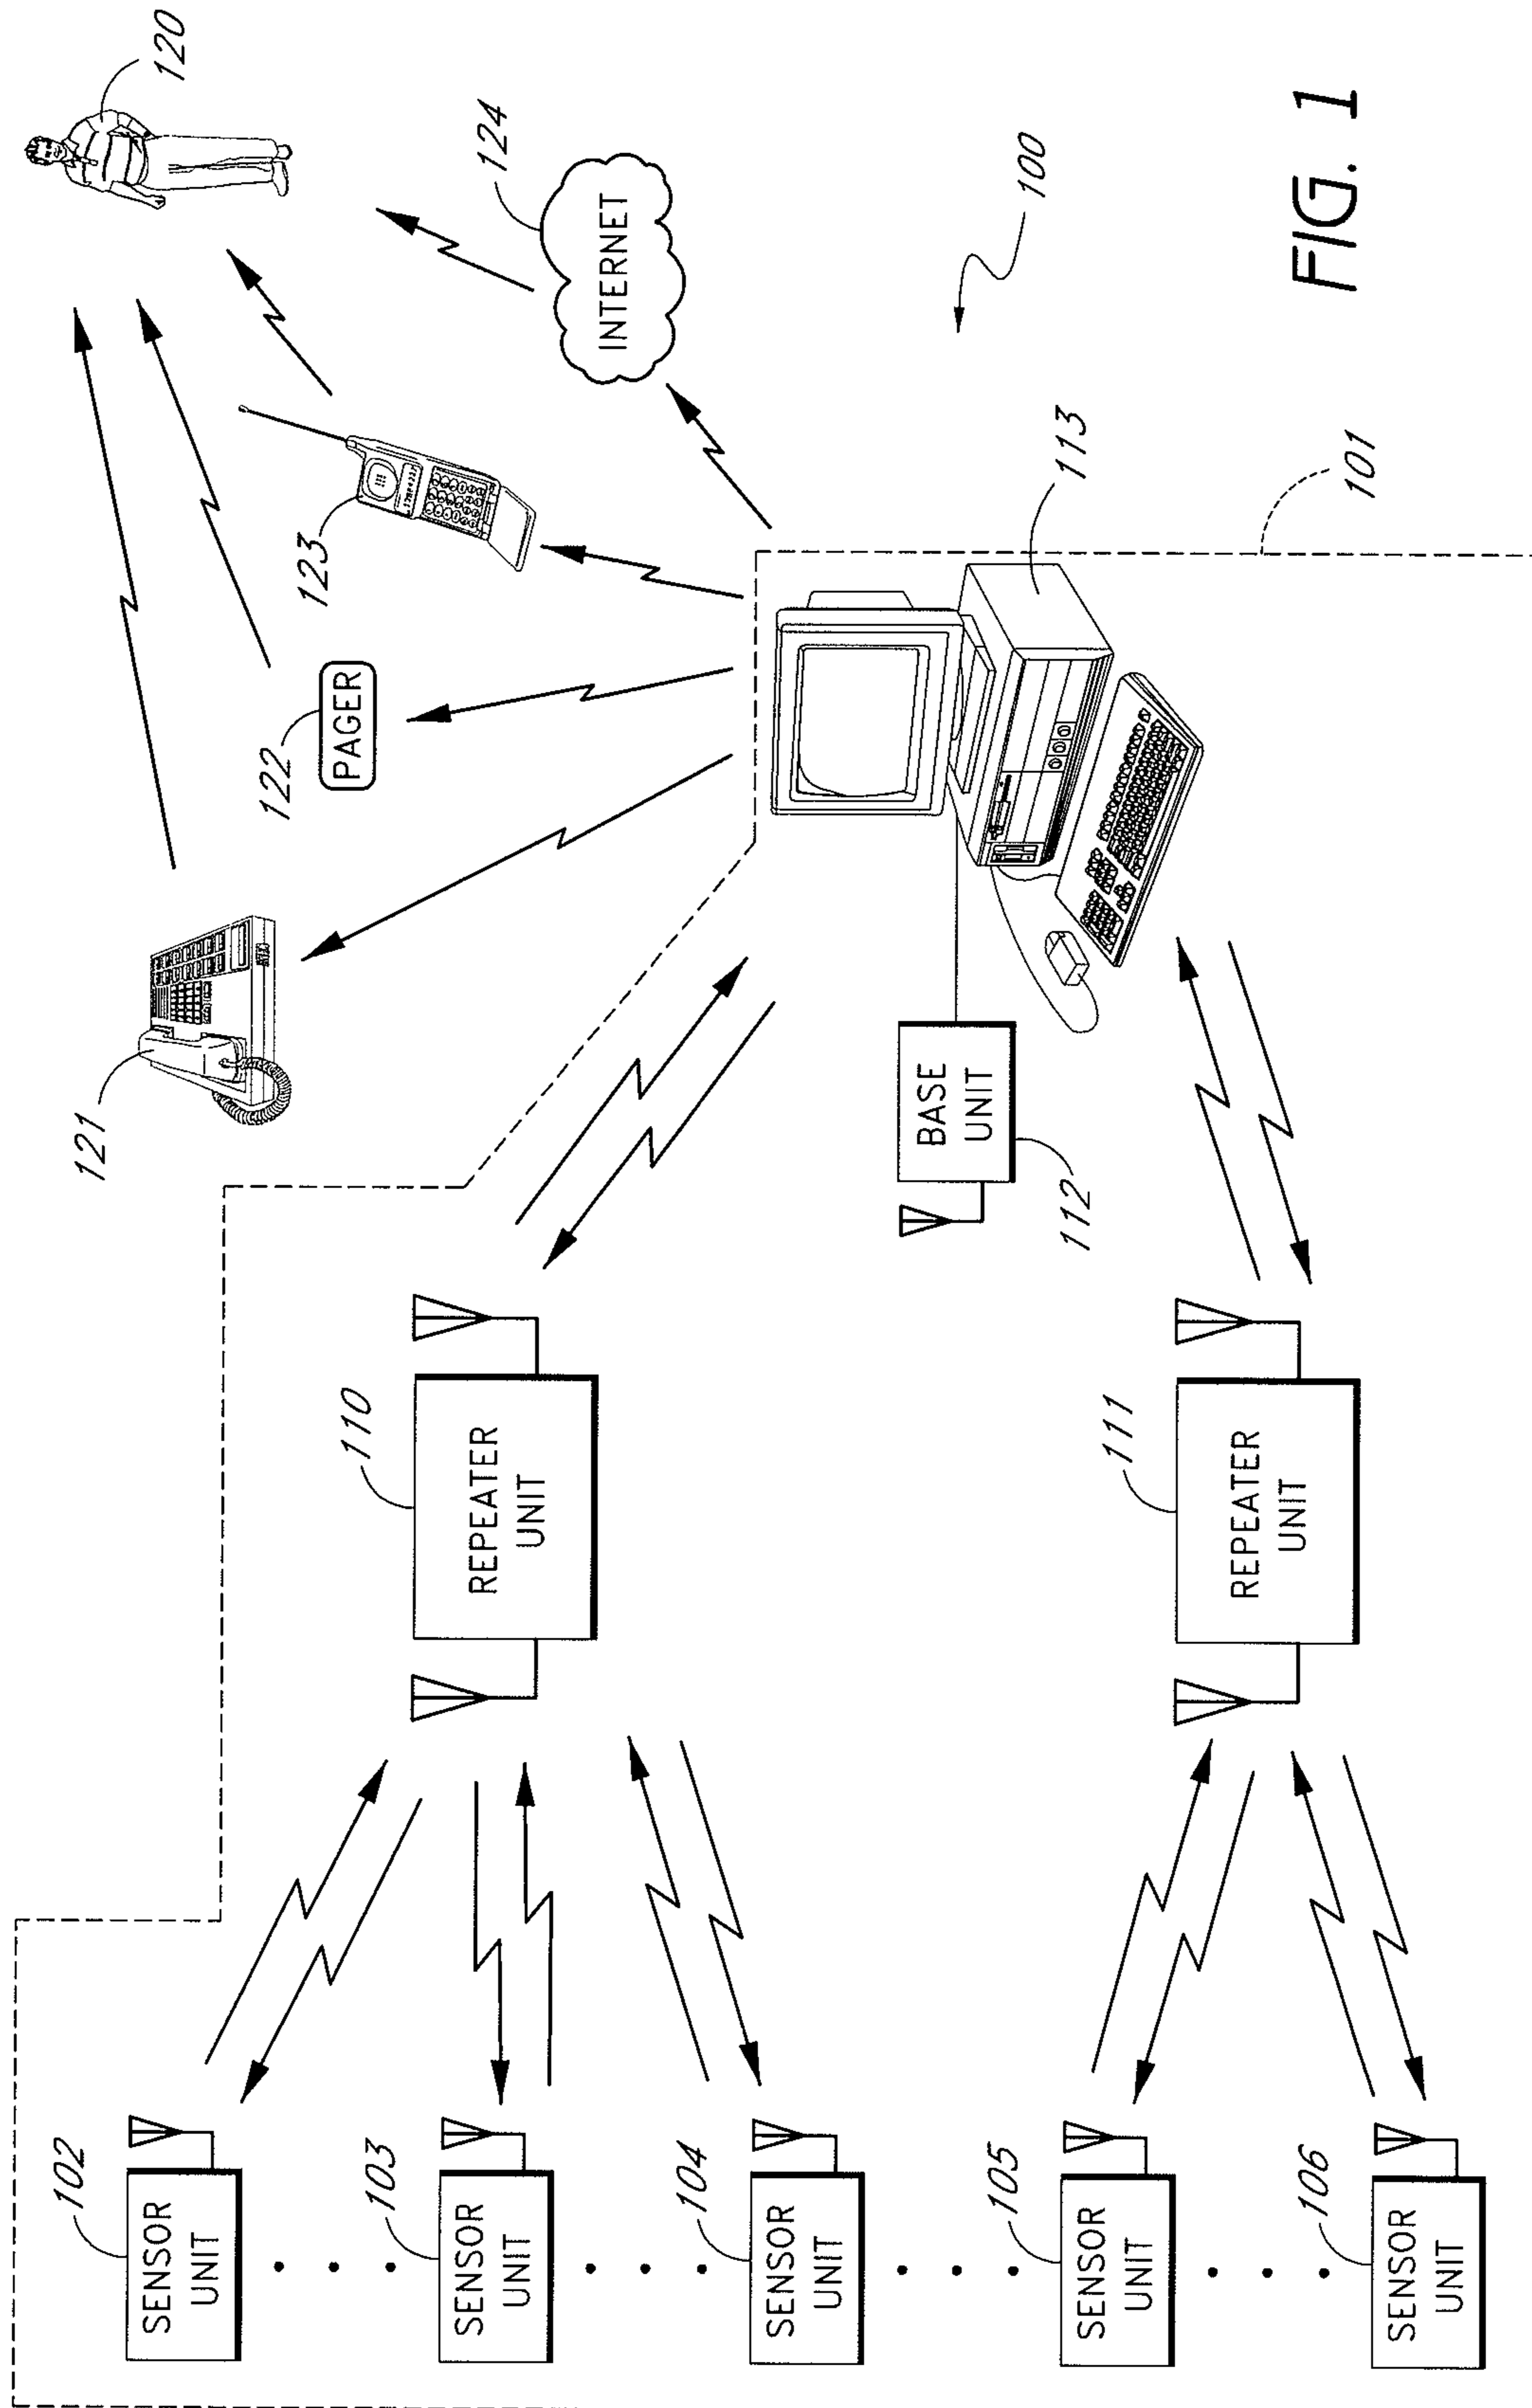 120
121
122
PAGER
123
124
INTERNET
100
FIG. 1
102
SENSOR
UNIT
103
SENSOR
UNIT
104
SENSOR
UNIT
105
SENSOR
UNIT
106
SENSOR
UNIT
110
REPEATER
UNIT
111
REPEATER
UNIT
BASE
UNIT
112
113
101